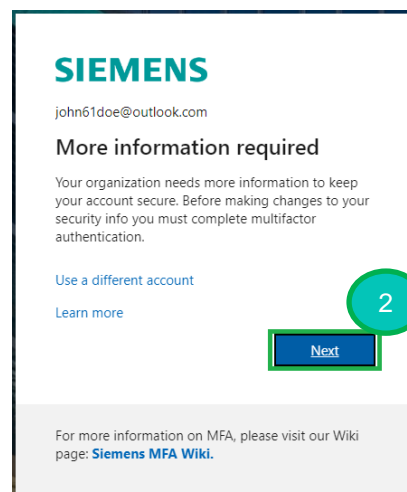 SIEMENS
john61doe@outlook.com
More information required
Your organization needs more information to keep
your account secure. Before making changes to your
security info you must complete multifactor
authentication.
Use a different account
Learn more
2
Next
For more information on MFA, please visit our Wiki
page: Siemens MFA Wiki.